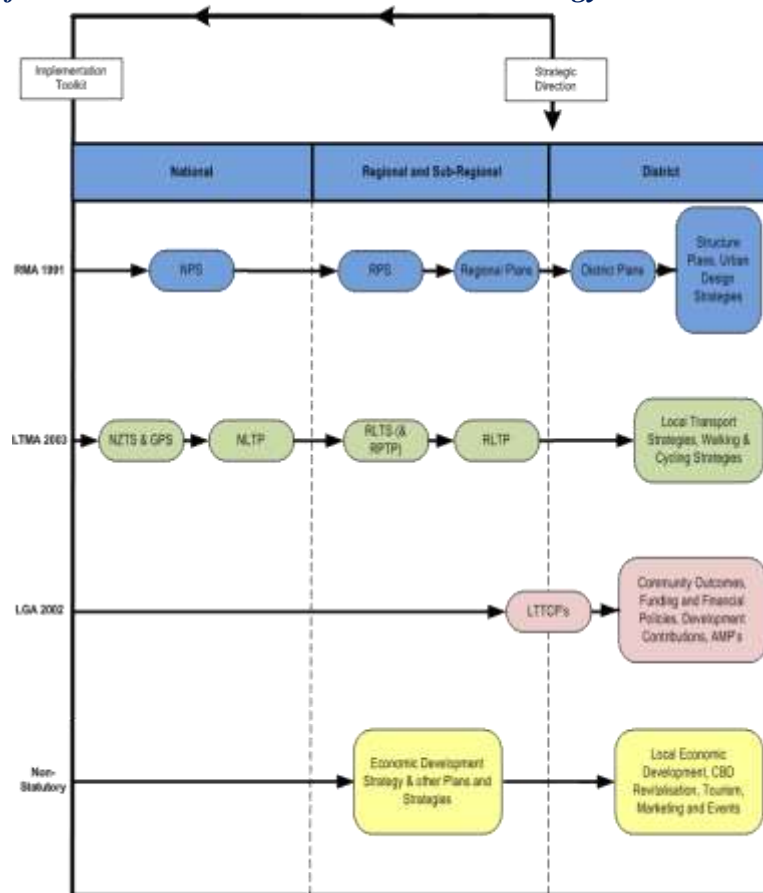 Implementation
Toolkit
Strategic
Direction
National
Regional and Sub-Regional
District
RMA 1991
NPS
RPS
Regional Plans
District Plans
Structure
Plans, Urban
Design
Strategies
LTMA 2003
NZTS & GPS
NLTP
RLTS (&
RPTP)
RLTP
Local Transport
Strategies, Walking &
Cycling Strategies
LGA 2002
LTTCP's
Community Outcomes,
Funding and Financial
Policies, Development
Contributions, AMP's
Non-
Statutory
Economic Development
Strategy & other Plans and
Strategies
Local Economic
Development, CBD
Revitalisation, Tourism,
Marketing and Events